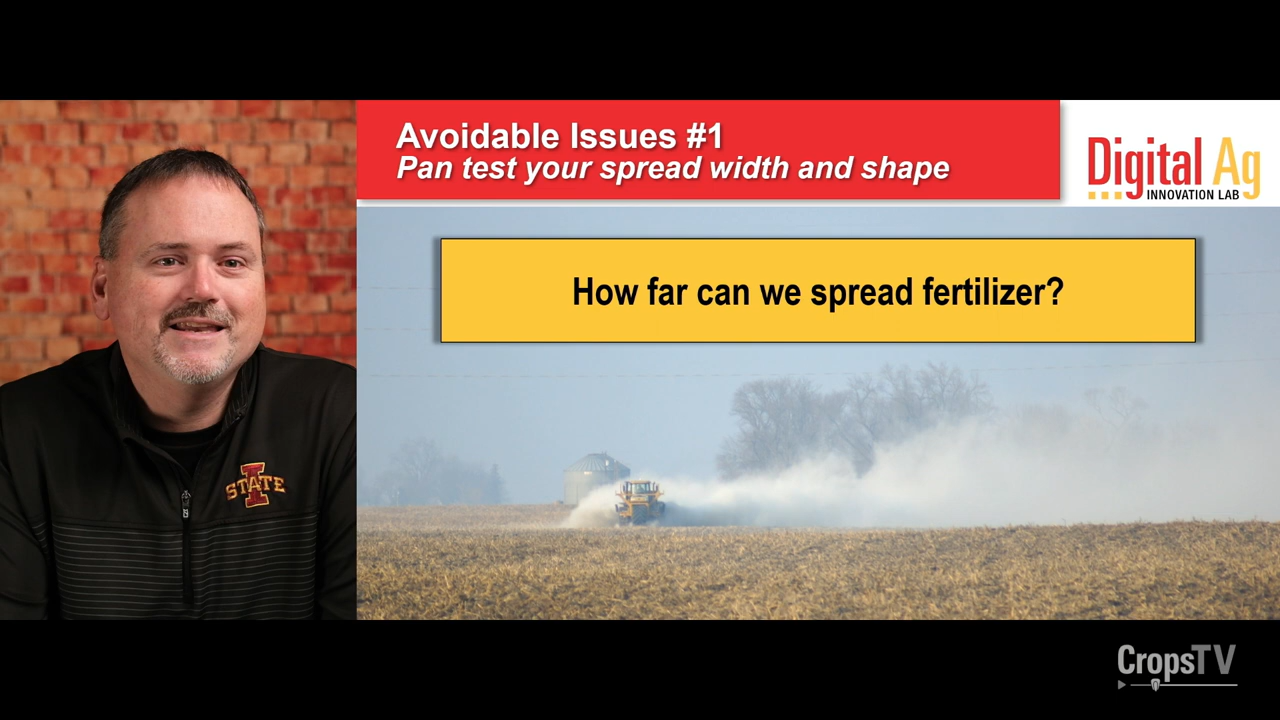 Avoidable Issues #1
Pan test your spread width and shape
Digital Ag
INNOVATION LAB
How far can we spread fertilizer?
I
STATE
CropsTV